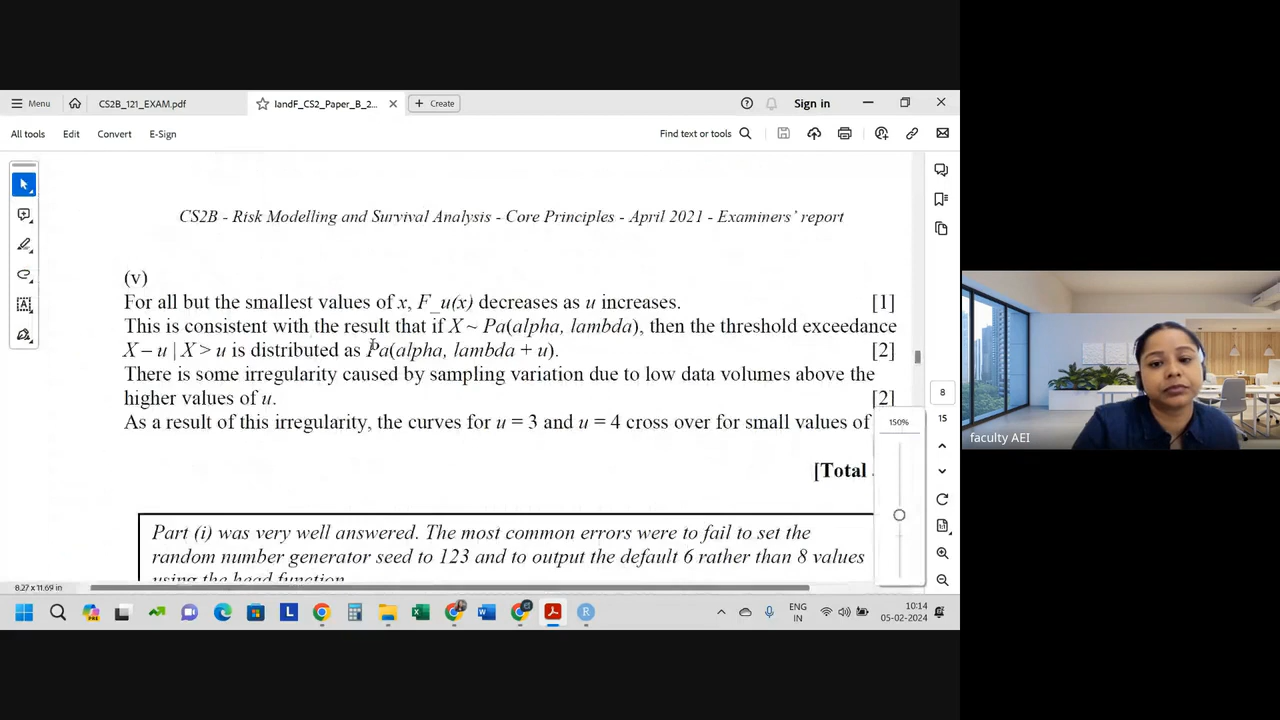 Menu
CS2B_121_EXAM.pdf
IandF_CS2_Paper_B_2...
Create
Sign in
All tools
Edit
Convert
E-Sign
Find text or tools
CS2B - Risk Modelling and Survival Analysis - Core Principles - April 2021 - Examiners' report
(v)
For all but the smallest values of x, F_u(x) decreases as u increases. [1]
This is consistent with the result that if X ~ Pa(alpha, lambda), then the threshold exceedance
X – u | X > u is distributed as Pa(alpha, lambda + u). [2]
There is some irregularity caused by sampling variation due to low data volumes above the
higher values of u. [2]
As a result of this irregularity, the curves for u = 3 and u = 4 cross over for small values of
[Total
Part (i) was very well answered. The most common errors were to fail to set the
random number generator seed to 123 and to output the default 6 rather than 8 values
using the head function
8
15
150%
8.27 x 11.69 in
faculty AEI
ENG
IN
10:14
05-02-2024